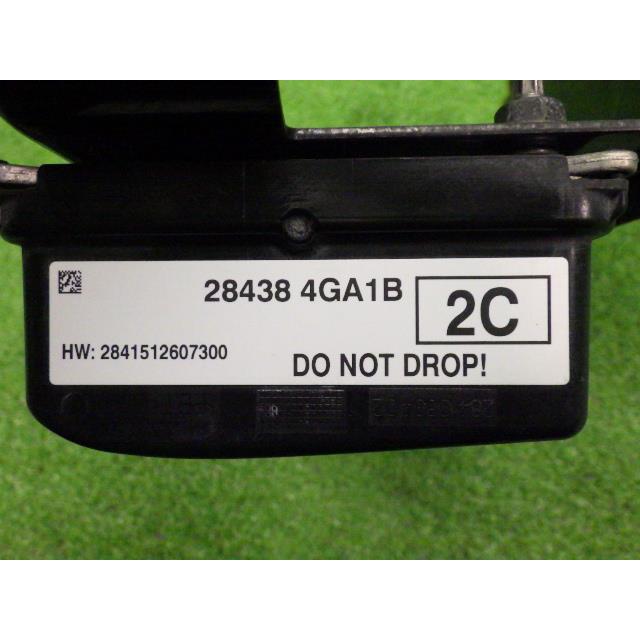 28438 4GA1B
2C
HW: 2841512607300
DO NOT DROP!